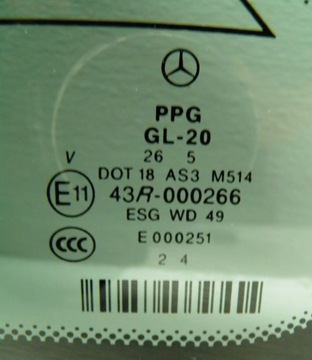 PPG
GL-20
26 5
V DOT 18 AS3 M514
E11 43R-000266
ESG WD 49
CCC E 000251
2 4